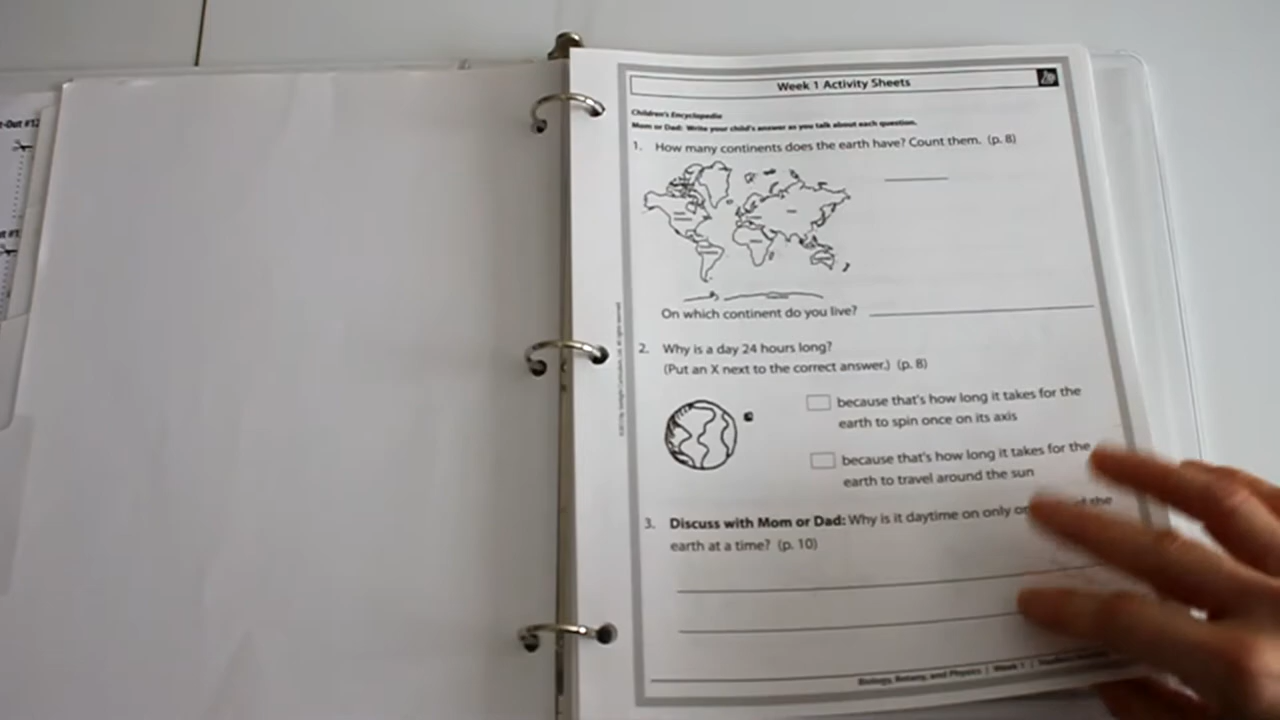 t-Out #12
Week 1 Activity Sheets
Children's Encyclopedia
Mom or Dad: Write your child's answer as you talk about each question.
1. How many continents does the earth have? Count them. (p. 8)
On which continent do you live?
2. Why is a day 24 hours long?
(Put an X next to the correct answer.) (p. 8)
because that's how long it takes for the
earth to spin once on its axis
because that's how long it takes for the
earth to travel around the sun
3. Discuss with Mom or Dad: Why is it daytime on only of the
earth at a time? (p. 10)
Biology, Botany, and Physics | Week 1 |